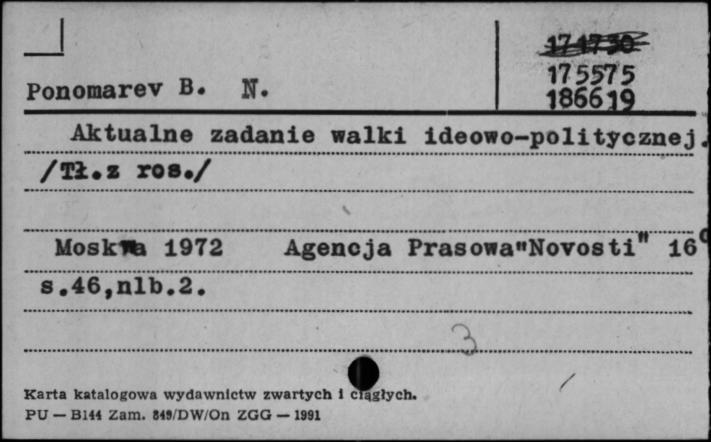 175575
Ponomarev B. N.
186619
Aktualne zadanie walki ideowo-politycznej.
/Tł.z ros./
Moskwa 1972 Agencja Prasowa"Novosti" 16°
s.46,nlb.2.
3
Karta katalogowa wydawnictw zwartych i ciągłych.
PU — B144 Zam. 849/DW/On ZGG — 1991